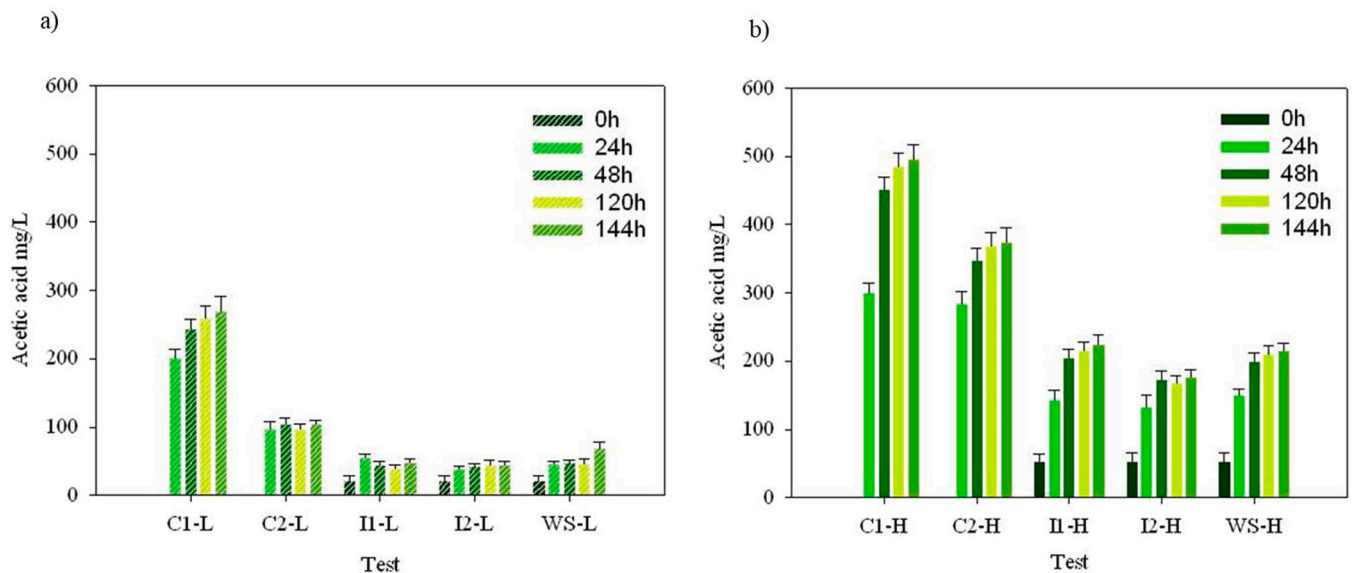 a)
600
500
400
300
200
100
0
Acetic acid mg/L
0h
24h
48h
120h
144h
C1-L C2-L I1-L I2-L WS-L
Test
b)
600
500
400
300
200
100
0
Acetic acid mg/L
0h
24h
48h
120h
144h
C1-H C2-H I1-H I2-H WS-H
Test